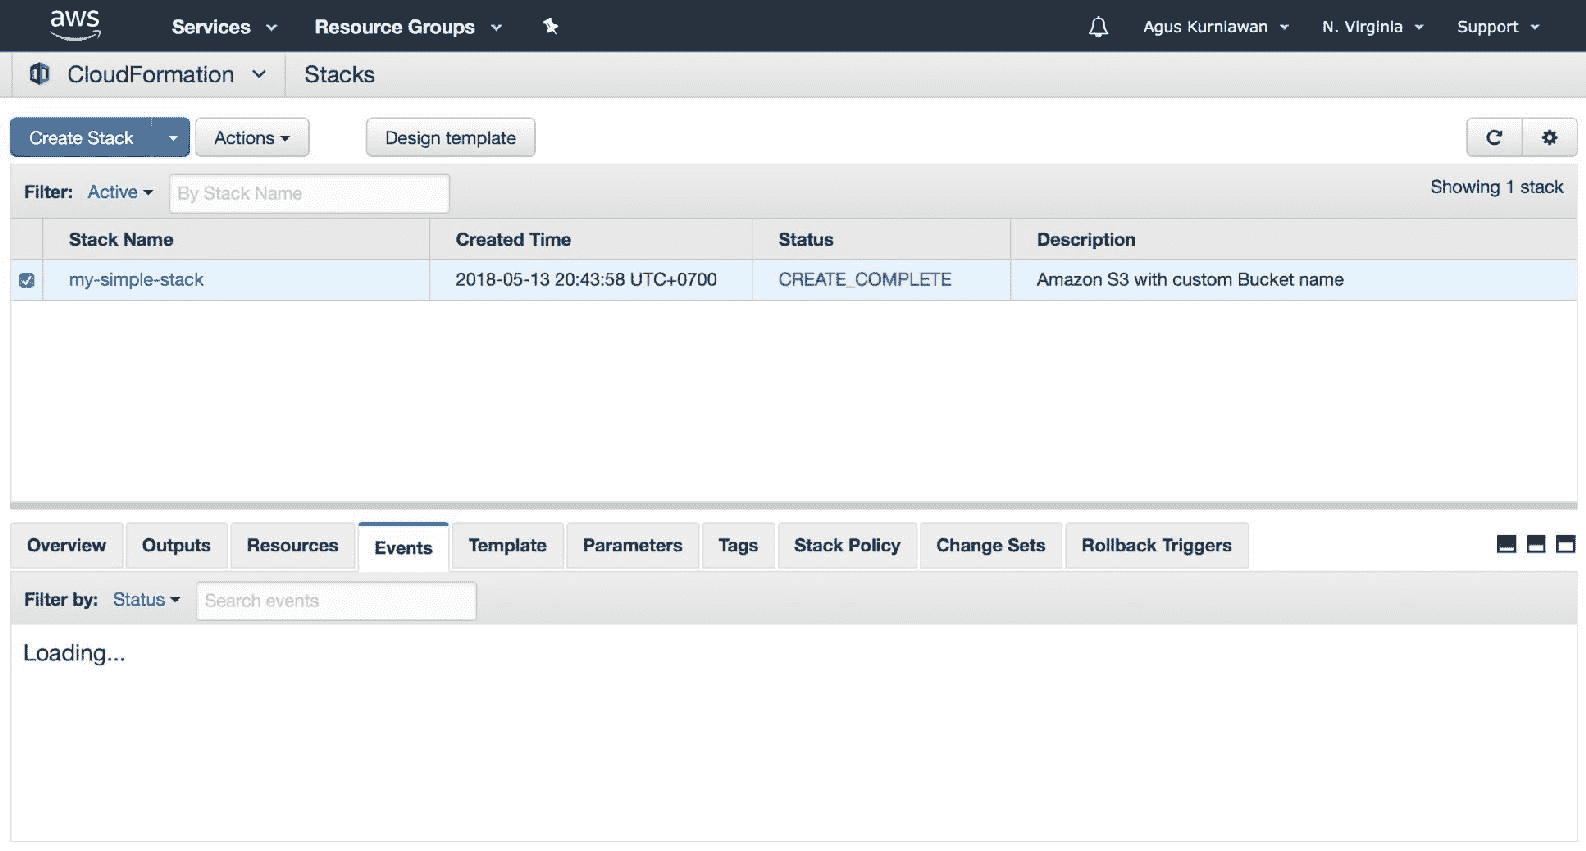 aws Services Resource Groups Agus Kurniawan N. Virginia Support
CloudFormation Stacks
Create Stack Actions Design template
Filter: Active By Stack Name Showing 1 stack
Stack Name Created Time Status Description
my-simple-stack 2018-05-13 20:43:58 UTC+0700 CREATE_COMPLETE Amazon S3 with custom Bucket name
Overview Outputs Resources Events Template Parameters Tags Stack Policy Change Sets Rollback Triggers
Filter by: Status Search events
Loading...